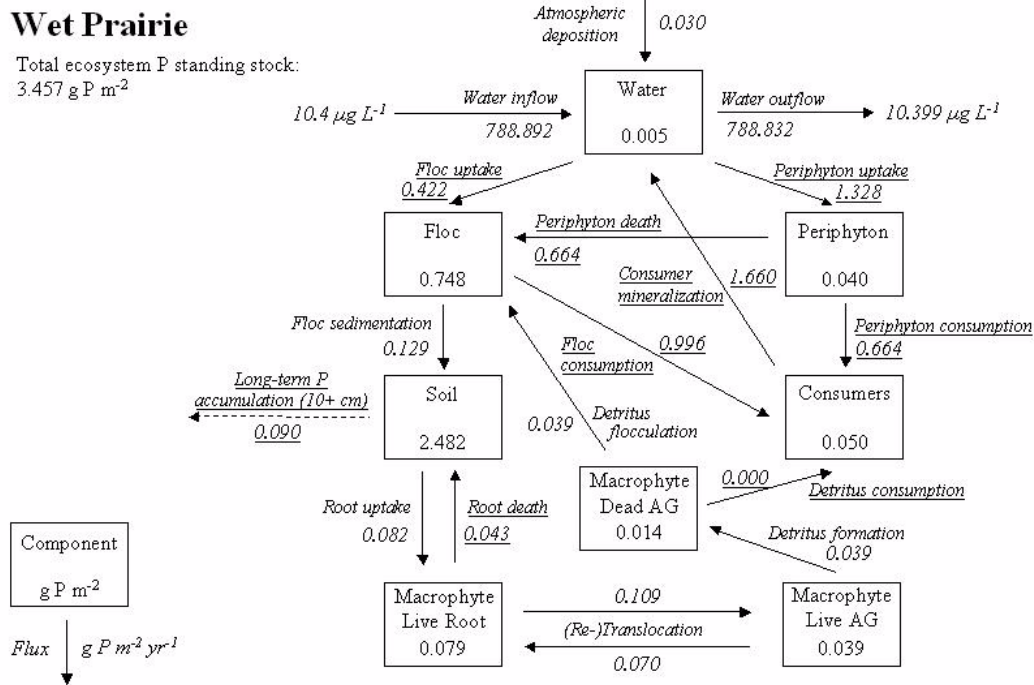 Wet Prairie
Total ecosystem P standing stock:
3.457 g P m-2
Atmospheric
deposition
0.030
10.4 µg L-1
Water inflow
788.892
Water
0.005
Water outflow
788.832
10.399 µg L-1
Floc uptake
0.422
Periphyton uptake
1.328
Floc
0.748
Periphyton death
0.664
Periphyton
0.040
Consumer
mineralization
1.660
Floc sedimentation
0.129
Floc
consumption
0.996
Periphyton consumption
0.664
Long-term P
accumulation (10+ cm)
0.090
Soil
2.482
0.039
Detritus
flocculation
Consumers
0.050
Root uptake
0.082
Root death
0.043
Macrophyte
Dead AG
0.014
0.000
Detritus consumption
Detritus formation
0.039
Component
g P m-2
Flux
g P m-2 yr-1
Macrophyte
Live Root
0.079
0.109
(Re-)Translocation
0.070
Macrophyte
Live AG
0.039